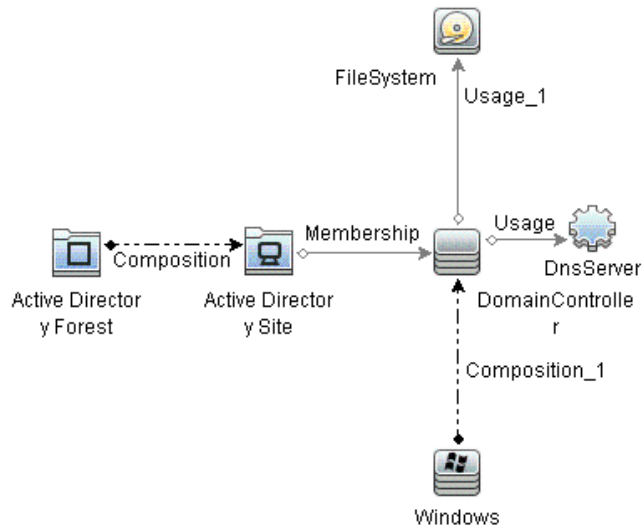 FileSystem
Usage_1
Membership
Usage
Composition
DnsServer
Active Director
y Forest
Active Director
y Site
DomainControlle
r
Composition_1
Windows